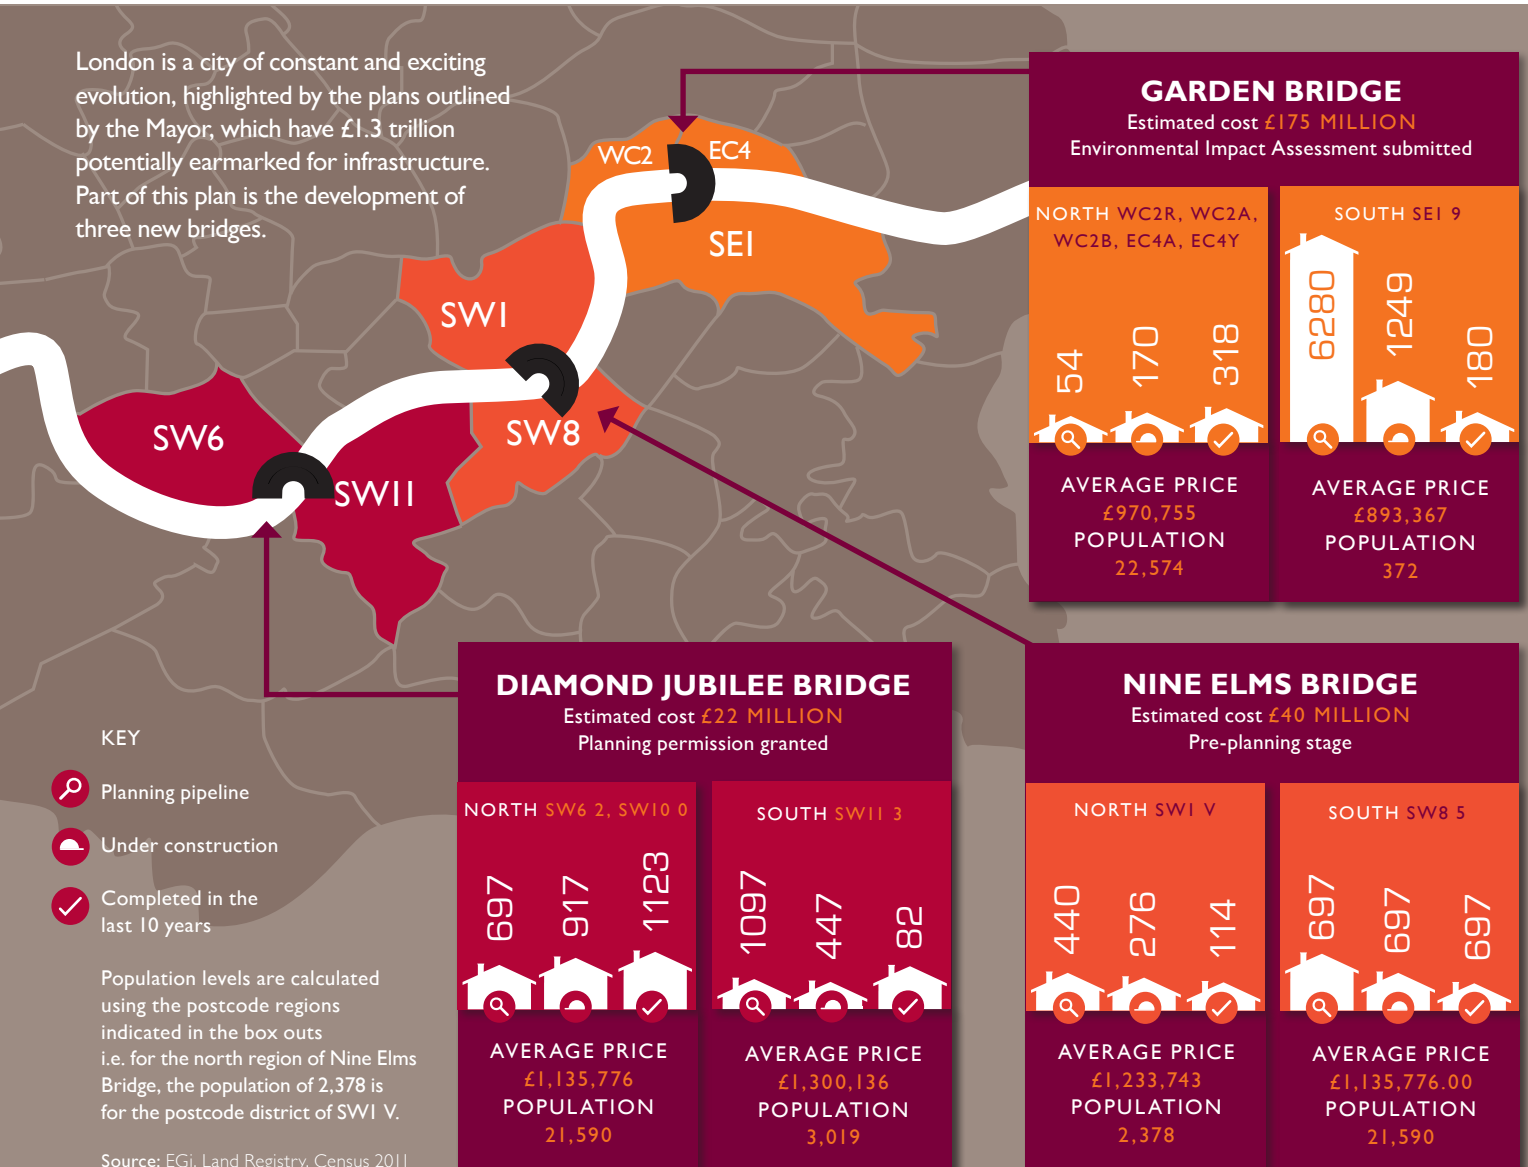 London is a city of constant and exciting
evolution, highlighted by the plans outlined
by the Mayor, which have £1.3 trillion
potentially earmarked for infrastructure.
Part of this plan is the development of
three new bridges.
WC2
EC4
SE1
SW1
SW8
SW6
SW11
GARDEN BRIDGE
Estimated cost £175 MILLION
Environmental Impact Assessment submitted
NORTH WC2R, WC2A,
WC2B, EC4A, EC4Y
54
170
318
AVERAGE PRICE
£970,755
POPULATION
22,574
SOUTH SE1 9
6280
1249
180
AVERAGE PRICE
£893,367
POPULATION
372
DIAMOND JUBILEE BRIDGE
Estimated cost £22 MILLION
Planning permission granted
NORTH SW6 2, SW10 0
697
917
1123
AVERAGE PRICE
£1,135,776
POPULATION
21,590
SOUTH SW11 3
1097
447
82
AVERAGE PRICE
£1,300,136
POPULATION
3,019
NINE ELMS BRIDGE
Estimated cost £40 MILLION
Pre-planning stage
NORTH SW1 V
440
276
114
AVERAGE PRICE
£1,233,743
POPULATION
2,378
SOUTH SW8 5
697
697
697
AVERAGE PRICE
£1,135,776.00
POPULATION
21,590
KEY
Planning pipeline
Under construction
Completed in the
last 10 years
Population levels are calculated
using the postcode regions
indicated in the box outs
i.e. for the north region of Nine Elms
Bridge, the population of 2,378 is
for the postcode district of SW1 V.
Source: EGi, Land Registry, Census 2011